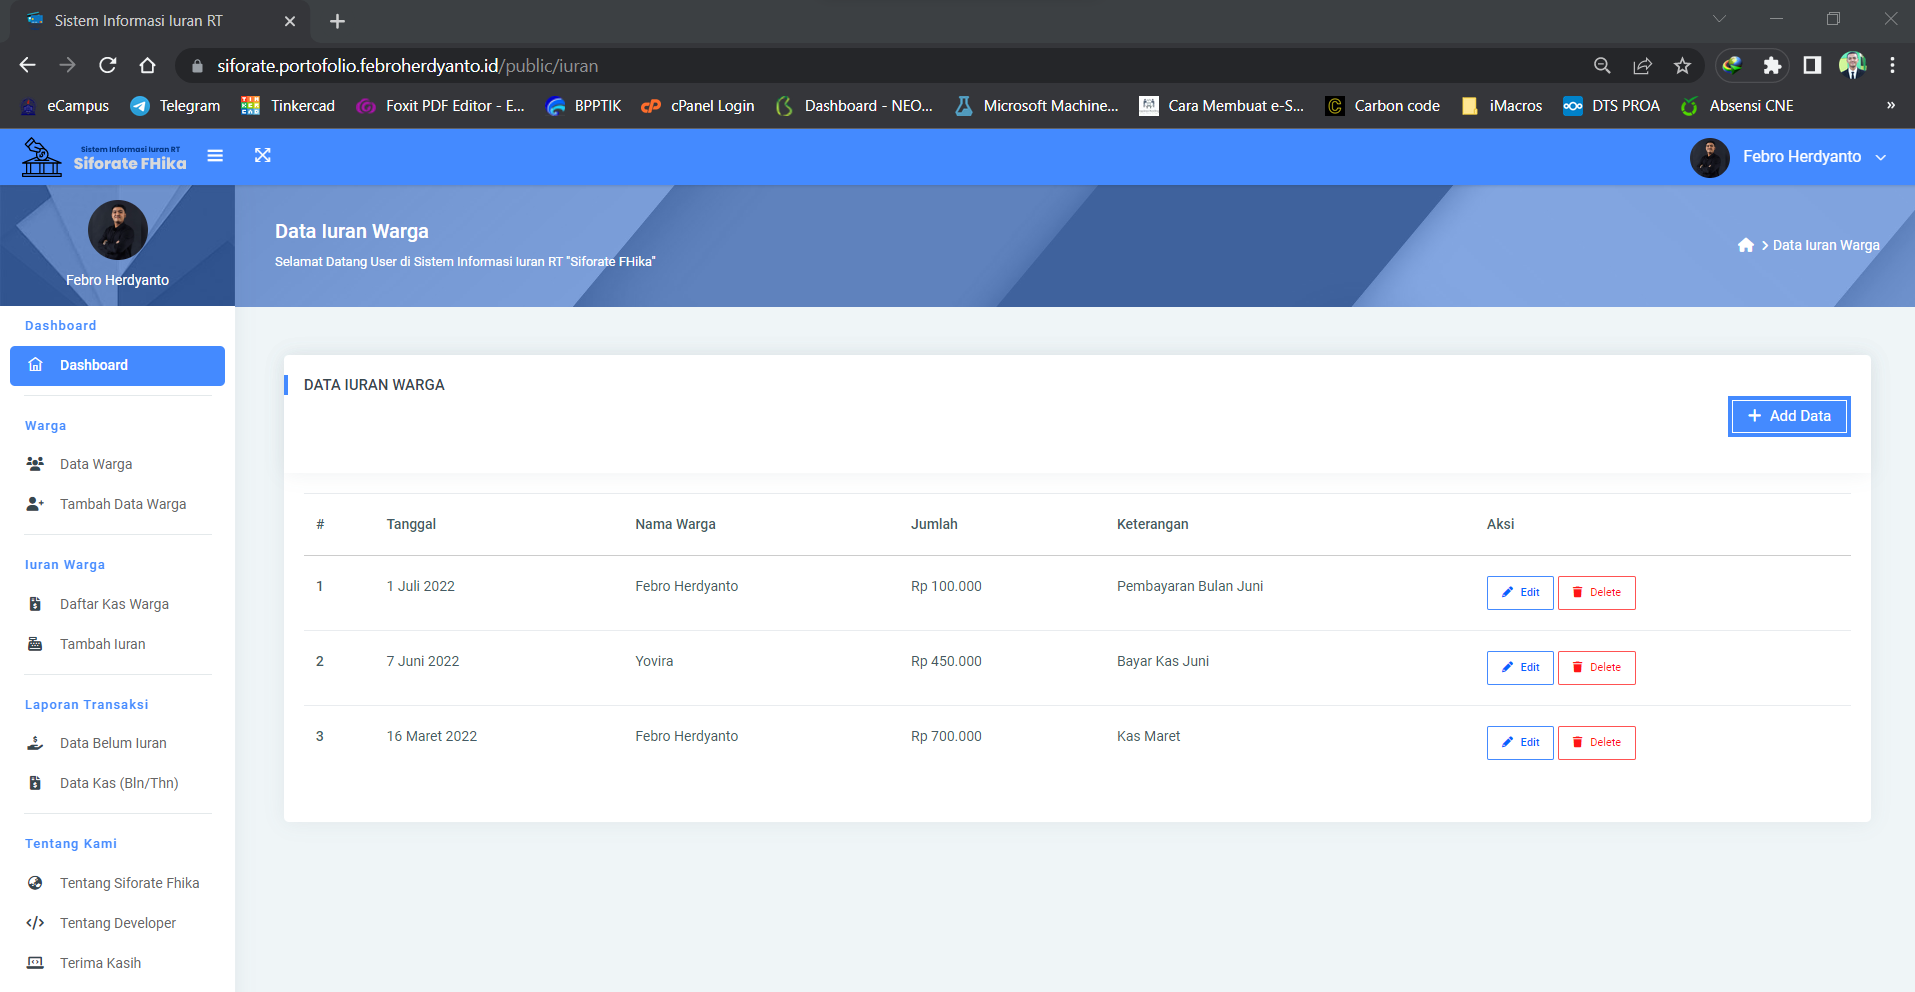 Sistem Informasi Iuran RT
siforate.portofolio.febroherdyanto.id/public/iuran
eCampus Telegram Tinkercad Foxit PDF Editor - E... BPPTIK cPanel Login Dashboard - NEO... Microsoft Machine... Cara Membuat e-S... Carbon code iMacros DTS PROA Absensi CNE »
Sistem Informasi Iuran RT
Siforate FHika
Febro Herdyanto
Febro Herdyanto
Data Iuran Warga
Selamat Datang User di Sistem Informasi Iuran RT "Siforate FHika"
Data Iuran Warga
Dashboard
Dashboard
Warga
Data Warga
Tambah Data Warga
Iuran Warga
Daftar Kas Warga
Tambah Iuran
Laporan Transaksi
Data Belum Iuran
Data Kas (Bln/Thn)
Tentang Kami
Tentang Siforate Fhika
Tentang Developer
Terima Kasih
DATA IURAN WARGA
+ Add Data
# Tanggal Nama Warga Jumlah Keterangan Aksi
1 1 Juli 2022 Febro Herdyanto Rp 100.000 Pembayaran Bulan Juni Edit Delete
2 7 Juni 2022 Yovira Rp 450.000 Bayar Kas Juni Edit Delete
3 16 Maret 2022 Febro Herdyanto Rp 700.000 Kas Maret Edit Delete